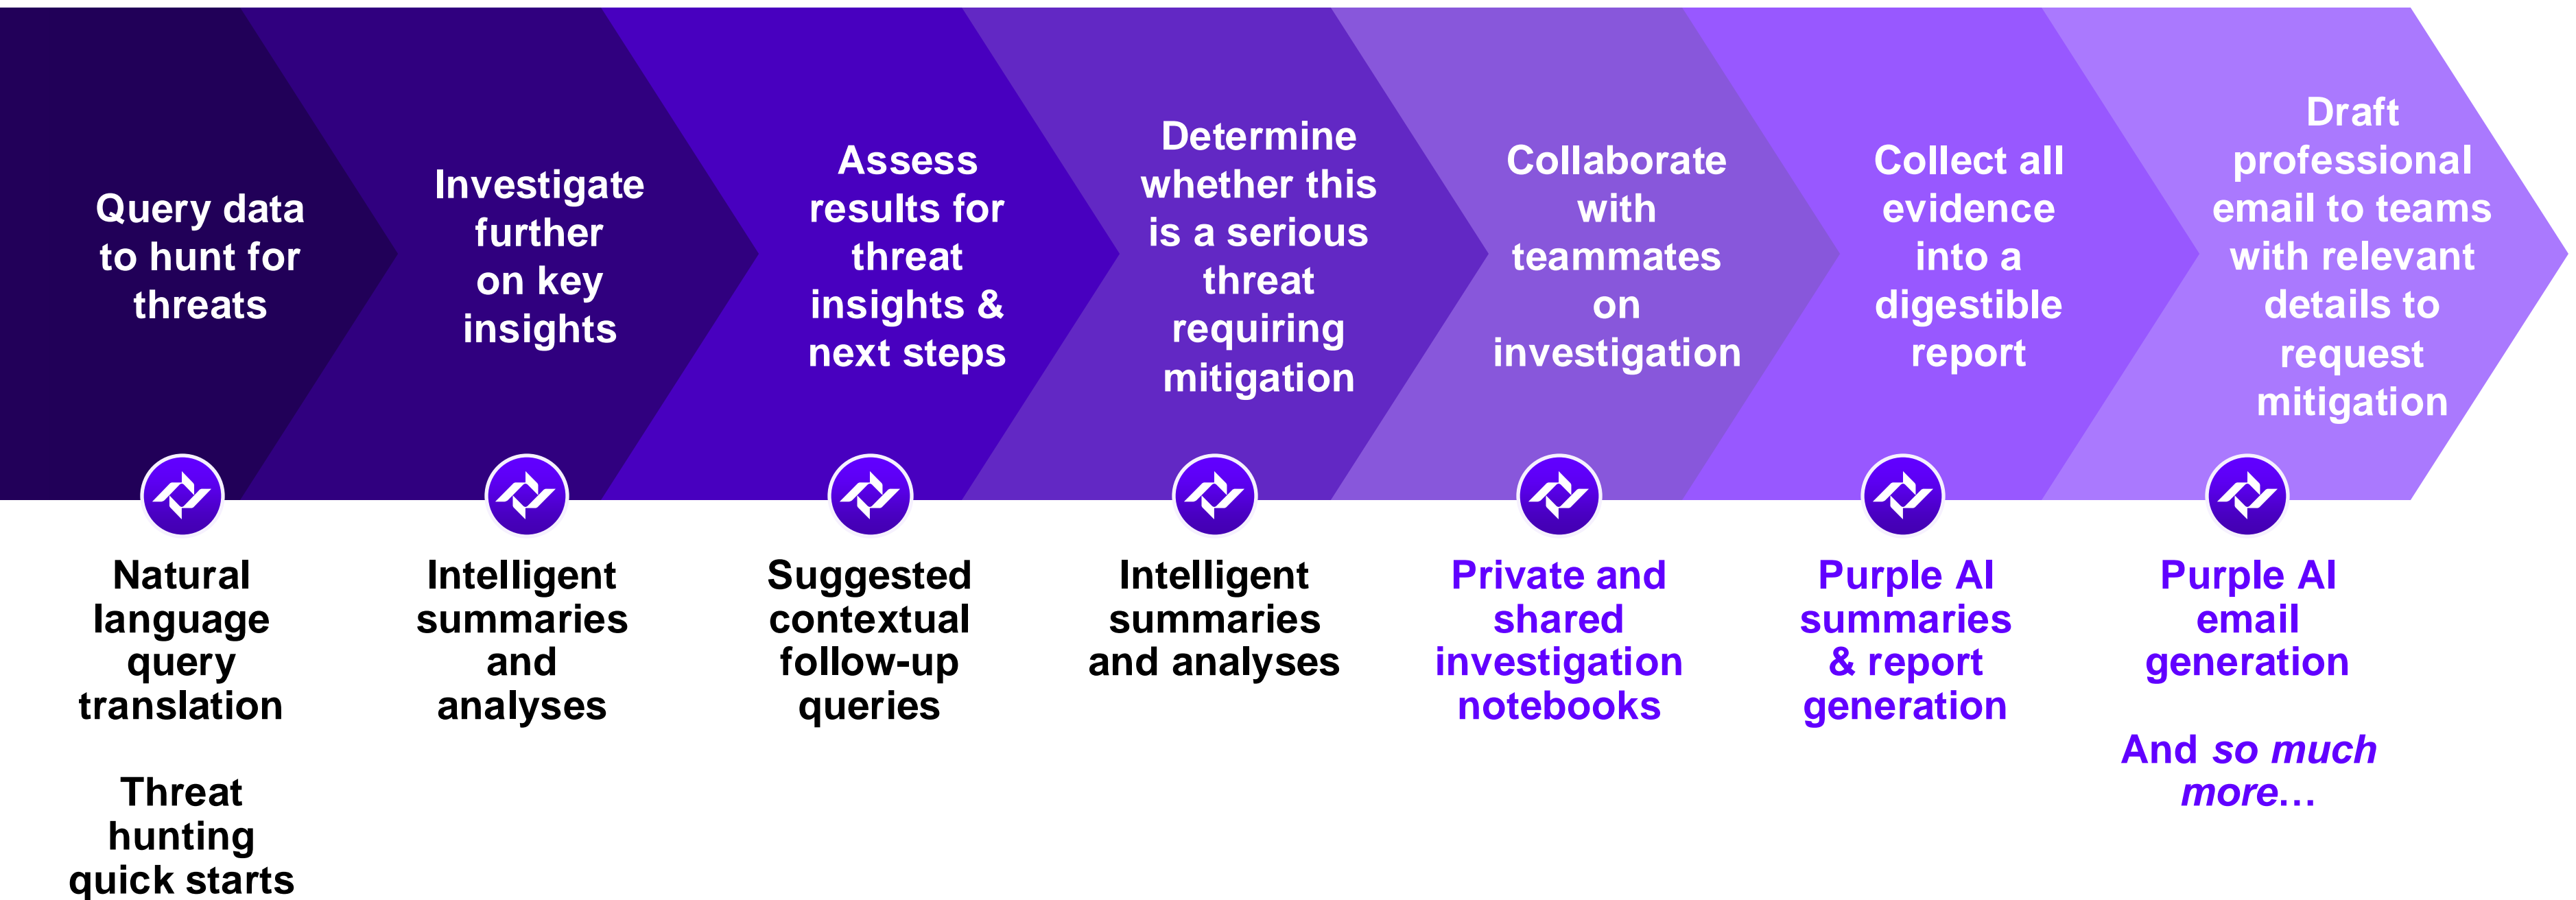 Query data
to hunt for
threats
Investigate
further
on key
insights
Assess
results for
threat
insights &
next steps
Determine
whether this
is a serious
threat
requiring
mitigation
Collaborate
with
teammates
on
investigation
Collect all
evidence
into a
digestible
report
Draft
professional
email to teams
with relevant
details to
request
mitigation
Natural
language
query
translation
Threat
hunting
quick starts
Intelligent
summaries
and
analyses
Suggested
contextual
follow-up
queries
Intelligent
summaries
and analyses
Private and
shared
investigation
notebooks
Purple AI
summaries
& report
generation
Purple AI
email
generation
And so much
more…